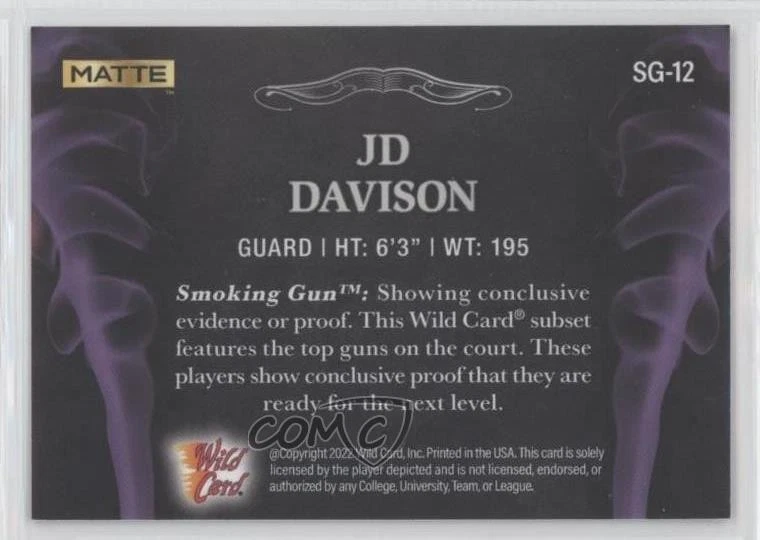 MATTE™
SG-12
JD
DAVISON
GUARD | HT: 6'3" | WT: 195
Smoking Gun™: Showing conclusive
evidence or proof. This Wild Card® subset
features the top guns on the court. These
players show conclusive proof that they are
ready for the next level.
COMC
Wild
Card.
@Copyright 2022 Wild Card, Inc. Printed in the USA. This card is solely
licensed by the player depicted and is not licensed, endorsed, or
authorized by any College, University, Team, or League.